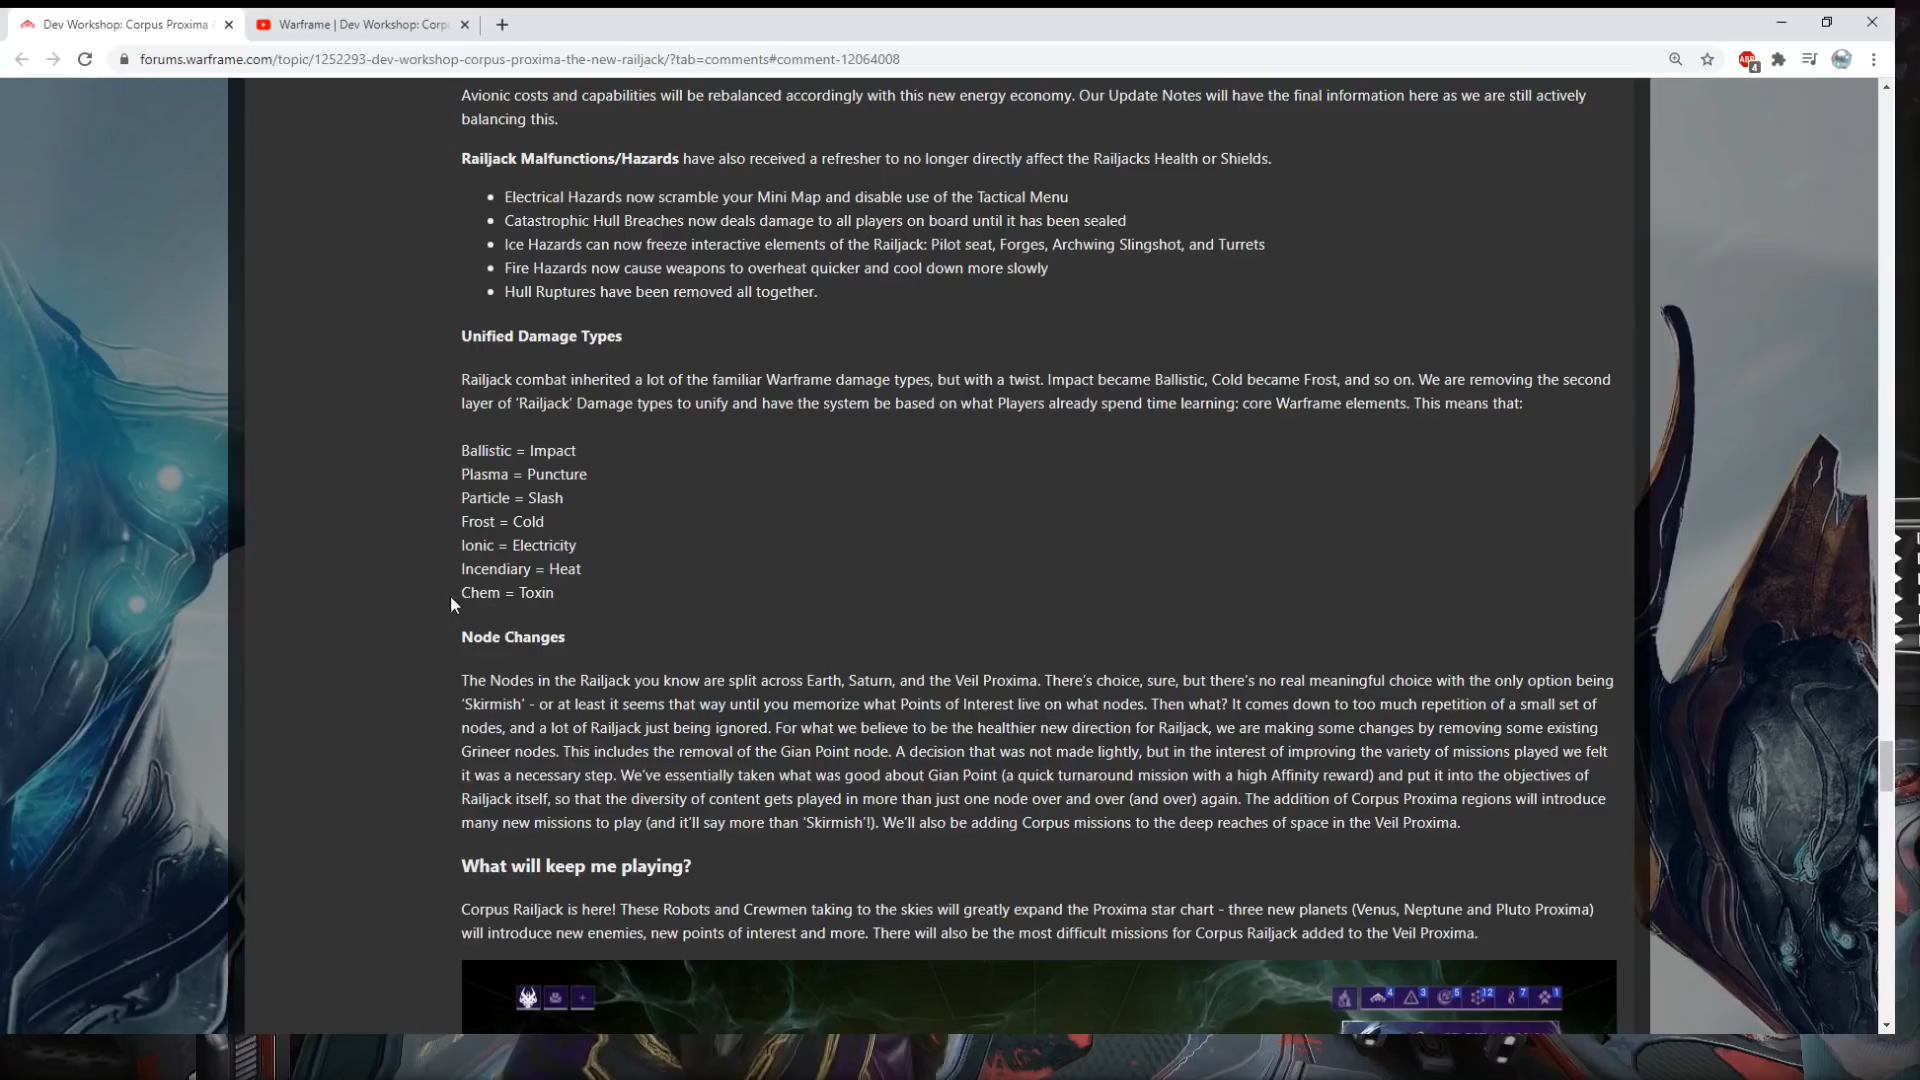 Dev Workshop: Corpus Proxima
Warframe | Dev Workshop: Corp
forums.warframe.com/topic/1252293-dev-workshop-corpus-proxima-the-new-railjack/?tab=comments#comment-12064008
4
Avionic costs and capabilities will be rebalanced accordingly with this new energy economy. Our Update Notes will have the final information here as we are still actively
balancing this.
Railjack Malfunctions/Hazards have also received a refresher to no longer directly affect the Railjacks Health or Shields.
• Electrical Hazards now scramble your Mini Map and disable use of the Tactical Menu
• Catastrophic Hull Breaches now deals damage to all players on board until it has been sealed
• Ice Hazards can now freeze interactive elements of the Railjack: Pilot seat, Forges, Archwing Slingshot, and Turrets
• Fire Hazards now cause weapons to overheat quicker and cool down more slowly
• Hull Ruptures have been removed all together.
Unified Damage Types
Railjack combat inherited a lot of the familiar Warframe damage types, but with a twist. Impact became Ballistic, Cold became Frost, and so on. We are removing the second
layer of ‘Railjack’ Damage types to unify and have the system be based on what Players already spend time learning: core Warframe elements. This means that:
Ballistic = Impact
Plasma = Puncture
Particle = Slash
Frost = Cold
Ionic = Electricity
Incendiary = Heat
Chem = Toxin
Node Changes
The Nodes in the Railjack you know are split across Earth, Saturn, and the Veil Proxima. There’s choice, sure, but there’s no real meaningful choice with the only option being
‘Skirmish’ - or at least it seems that way until you memorize what Points of Interest live on what nodes. Then what? It comes down to too much repetition of a small set of
nodes, and a lot of Railjack just being ignored. For what we believe to be the healthier new direction for Railjack, we are making some changes by removing some existing
Grineer nodes. This includes the removal of the Gian Point node. A decision that was not made lightly, but in the interest of improving the variety of missions played we felt
it was a necessary step. We’ve essentially taken what was good about Gian Point (a quick turnaround mission with a high Affinity reward) and put it into the objectives of
Railjack itself, so that the diversity of content gets played in more than just one node over and over (and over) again. The addition of Corpus Proxima regions will introduce
many new missions to play (and it’ll say more than ‘Skirmish’!). We’ll also be adding Corpus missions to the deep reaches of space in the Veil Proxima.
What will keep me playing?
Corpus Railjack is here! These Robots and Crewmen taking to the skies will greatly expand the Proxima star chart - three new planets (Venus, Neptune and Pluto Proxima)
will introduce new enemies, new points of interest and more. There will also be the most difficult missions for Corpus Railjack added to the Veil Proxima.
4 3 5 12 7 1